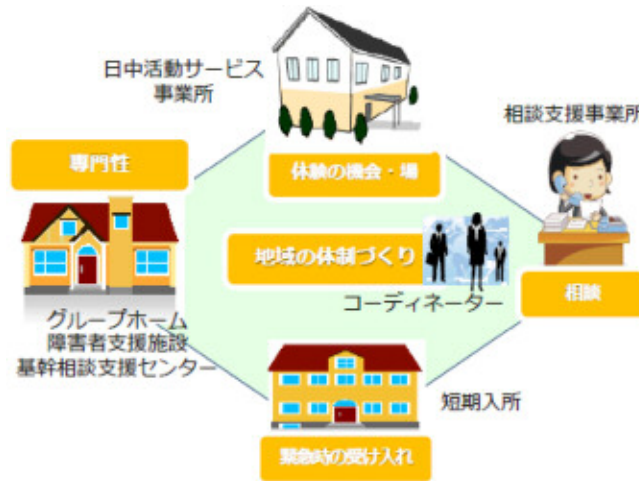 日中活動サービス
事業所
相談支援事業所
専門性
体験の機会・場
地域の体制づくり
コーディネーター
相談
グループホーム
障害者支援施設
基幹相談支援センター
短期入所
緊急時の受け入れ